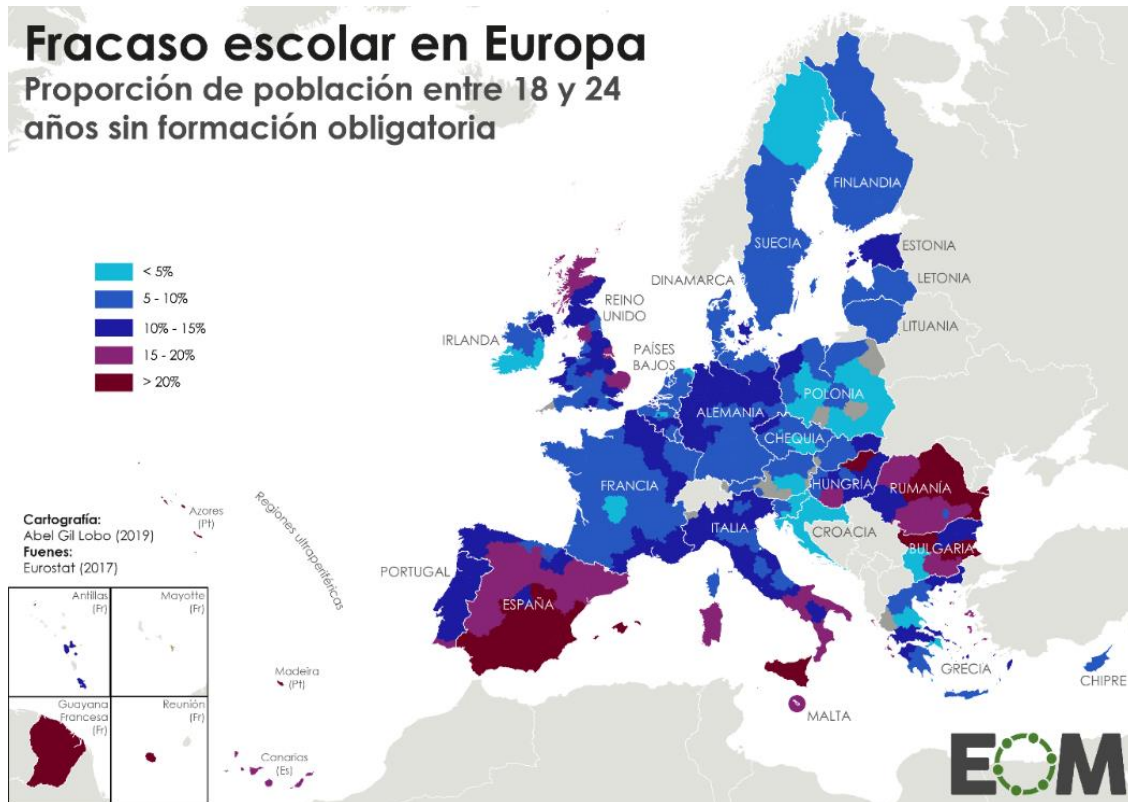 Fracaso escolar en Europa
Proporción de población entre 18 y 24
años sin formación obligatoria
< 5%
5 - 10%
10% - 15%
15 - 20%
> 20%
FINLANDIA
SUECIA
ESTONIA
LETONIA
LITUANIA
DINAMARCA
REINO
UNIDO
IRLANDA
PAÍSES
BAJOS
POLONIA
ALEMANIA
CHEQUIA
FRANCIA
HUNGRÍA
RUMANÍA
ITALIA
CROACIA
BULGARIA
PORTUGAL
ESPAÑA
GRECIA
CHIPRE
MALTA
Azores
(Pt)
Regiones ultraperiféricas
Cartografía:
Abel Gil Lobo (2019)
Fuenes:
Eurostat (2017)
Antillas
(Fr)
Mayotte
(Fr)
Guayana
Francesa
(Fr)
Reunión
(Fr)
Madeira
(Pt)
Canarias
(Es)
EOM